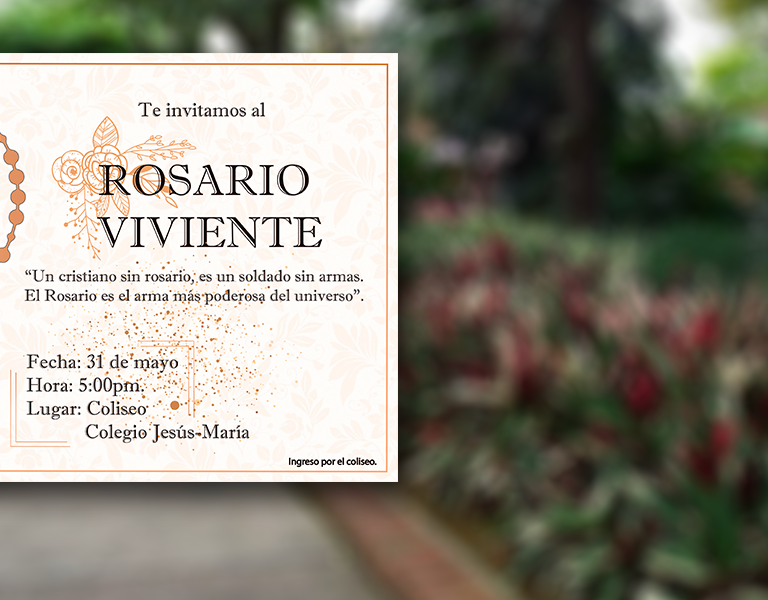 Te invitamos al
ROSARIO
VIVIENTE
“Un cristiano sin rosario, es un soldado sin armas.
El Rosario es el arma más poderosa del universo”.
Fecha: 31 de mayo
Hora: 5:00pm.
Lugar: Coliseo
Colegio Jesús-María
Ingreso por el coliseo.